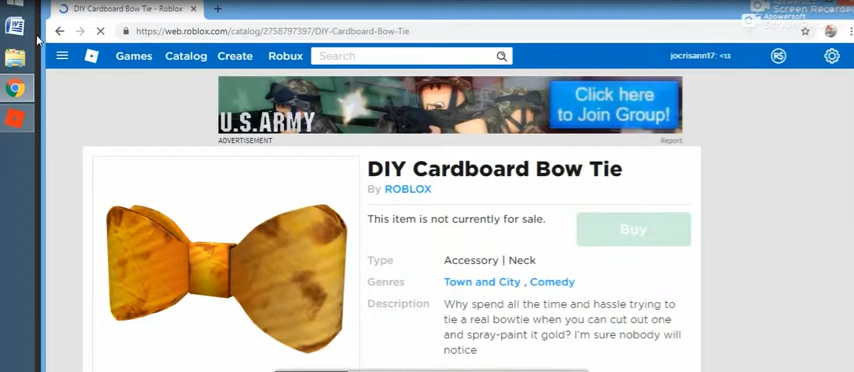 DIY Cardboard Bow Tie - Roblox
Screen Recorder
Apowersoft
https://web.roblox.com/catalog/2758797397/DIY-Cardboard-Bow-Tie
Games Catalog Create Robux Search jocrisann17: <13
U.S.ARMY
Click here
to Join Group!
ADVERTISEMENT Report
DIY Cardboard Bow Tie
By ROBLOX
This item is not currently for sale.
Buy
Type Accessory | Neck
Genres Town and City , Comedy
Description Why spend all the time and hassle trying to
tie a real bowtie when you can cut out one
and spray-paint it gold? I'm sure nobody will
notice